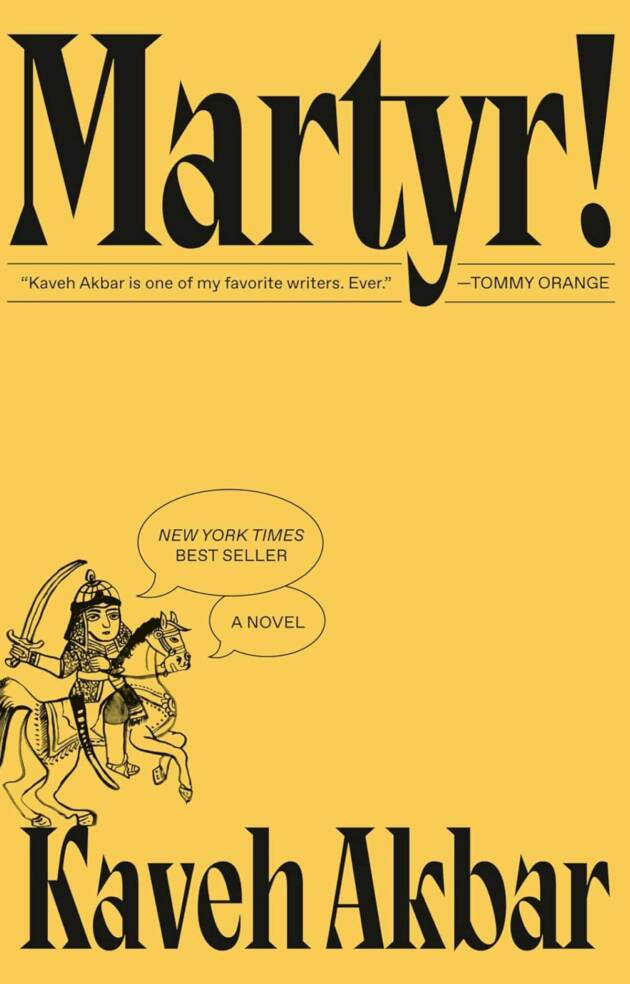 Martyr!
“Kaveh Akbar is one of my favorite writers. Ever.” —TOMMY ORANGE
NEW YORK TIMES
BEST SELLER
A NOVEL
Kaveh Akbar